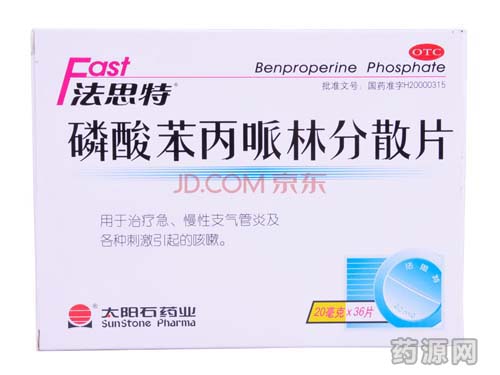 OTC
Fast
Benproperine Phosphate
法思特®
批准文号：国药准字H20000315
磷酸苯丙哌林分散片
JD.COM 京东
用于治疗急、慢性支气管炎及
各种刺激引起的咳嗽。
法思特
太阳石药业
SunStone Pharma
20毫克x36片
药源网